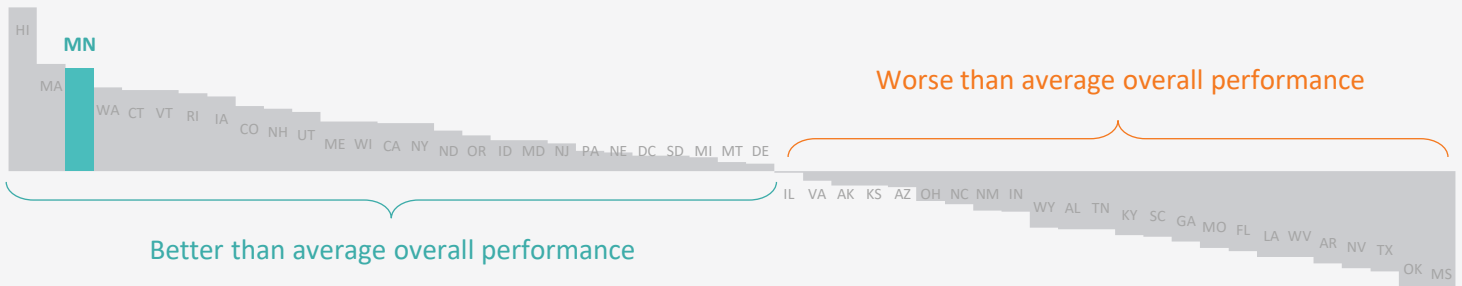 HI
MA
MN
WA CT VT RI IA CO NH UT ME WI CA NY ND OR ID MD NJ PA NE DC SD MI MT DE
Better than average overall performance
Worse than average overall performance
IL VA AK KS AZ OH NC NM IN WY AL TN KY SC GA MO FL LA WV AR NV TX OK MS